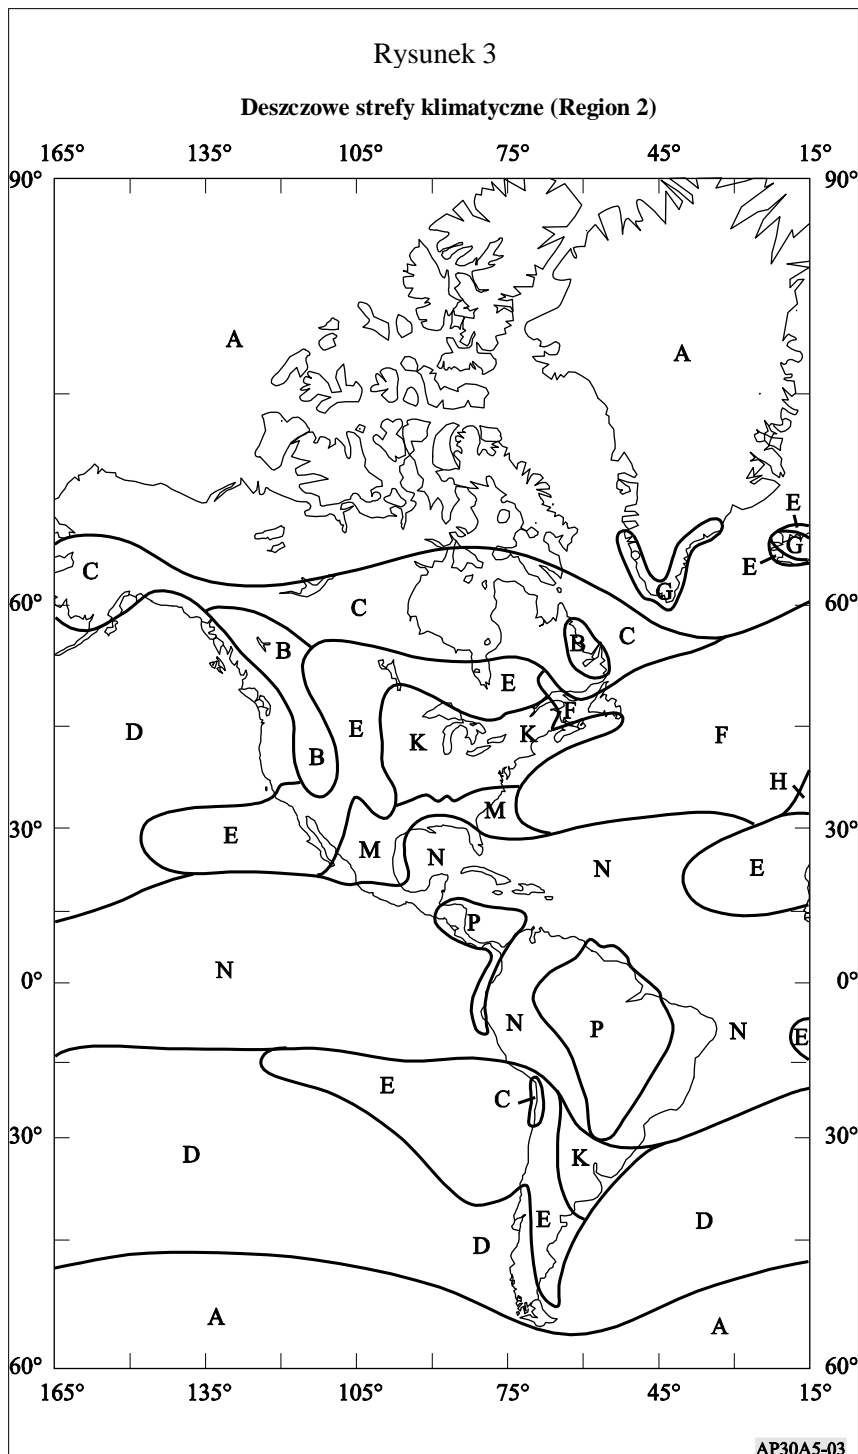 Rysunek 3
Deszczowe strefy klimatyczne (Region 2)
165° 135° 105° 75° 45° 15°
90° 90°
A
A
E
G
E
C
G
60° 60°
C
C
B
B
E
F
D
E
K
K
F
B
H
M
30° 30°
E
M
N
N
E
P
N
0° 0°
N
P
N
E
E
C
30° 30°
D
K
E
D
D
A
A
60° 60°
165° 135° 105° 75° 45° 15°
AP30A5-03